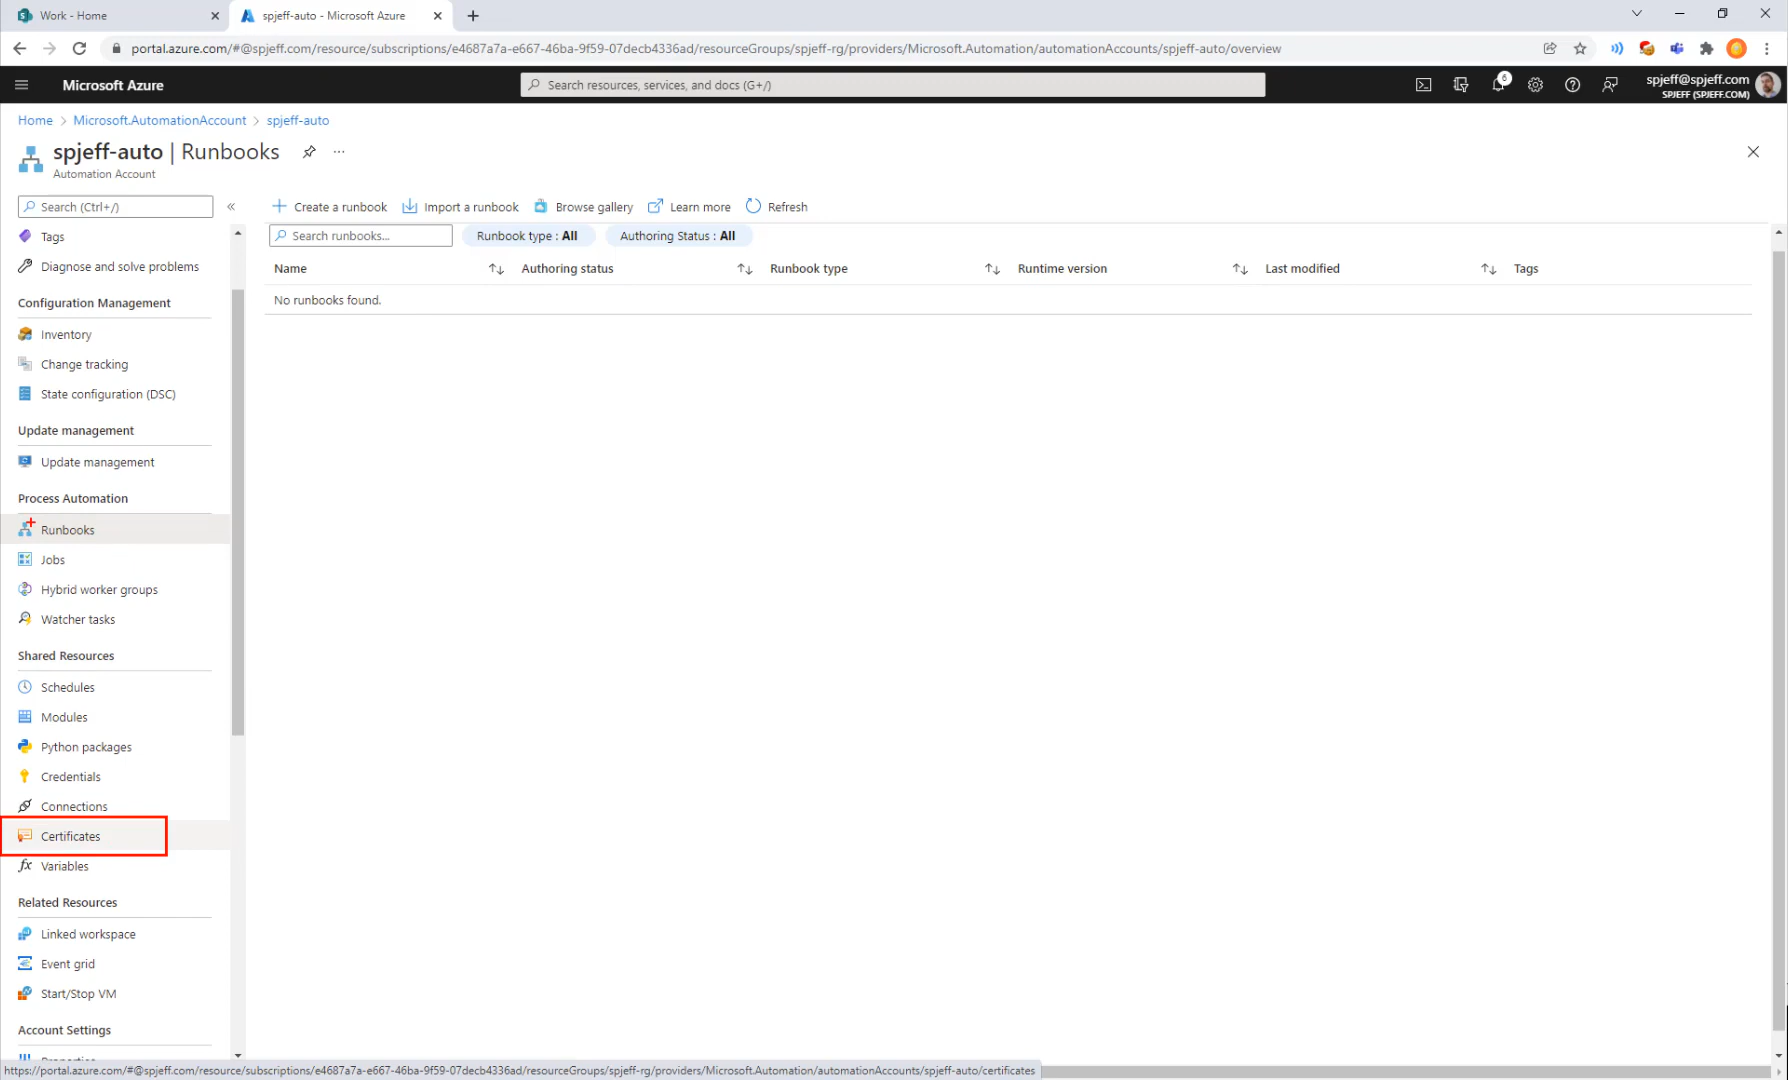 Work - Home
spjeff-auto - Microsoft Azure
portal.azure.com/#@spjeff.com/resource/subscriptions/e4687a7a-e667-46ba-9f59-07decb4336ad/resourceGroups/spjeff-rg/providers/Microsoft.Automation/automationAccounts/spjeff-auto/overview
Microsoft Azure
Search resources, services, and docs (G+/)
6
spjeff@spjeff.com
SPJEFF (SPJEFF.COM)
Home > Microsoft.AutomationAccount > spjeff-auto
spjeff-auto | Runbooks
Automation Account
Search (Ctrl+/)
Tags
Diagnose and solve problems
Configuration Management
Inventory
Change tracking
State configuration (DSC)
Update management
Update management
Process Automation
Runbooks
Jobs
Hybrid worker groups
Watcher tasks
Shared Resources
Schedules
Modules
Python packages
Credentials
Connections
Certificates
Variables
Related Resources
Linked workspace
Event grid
Start/Stop VM
Account Settings
Create a runbook Import a runbook Browse gallery Learn more Refresh
Search runbooks... Runbook type : All Authoring Status : All
Name Authoring status Runbook type Runtime version Last modified Tags
No runbooks found.
https://portal.azure.com/#@spjeff.com/resource/subscriptions/e4687a7a-e667-46ba-9f59-07decb4336ad/resourceGroups/spjeff-rg/providers/Microsoft.Automation/automationAccounts/spjeff-auto/certificates